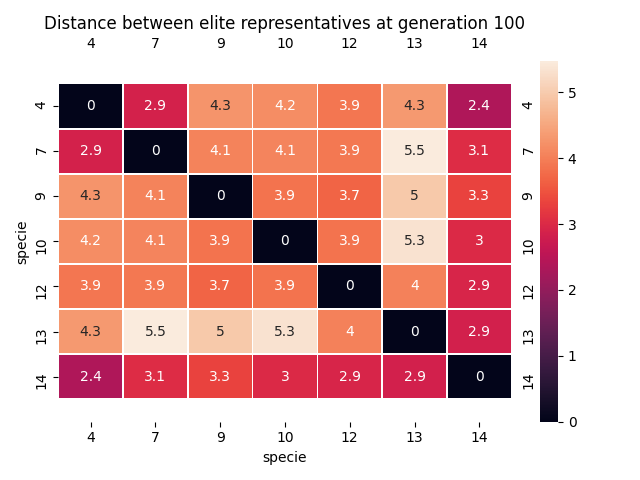 Distance between elite representatives at generation 100
4 7 9 10 12 13 14
4 0 2.9 4.3 4.2 3.9 4.3 2.4 4
7 2.9 0 4.1 4.1 3.9 5.5 3.1 7
9 4.3 4.1 0 3.9 3.7 5 3.3 9
10 4.2 4.1 3.9 0 3.9 5.3 3 10
12 3.9 3.9 3.7 3.9 0 4 2.9 12
13 4.3 5.5 5 5.3 4 0 2.9 13
14 2.4 3.1 3.3 3 2.9 2.9 0 14
4 7 9 10 12 13 14
specie
specie
5
4
3
2
1
0